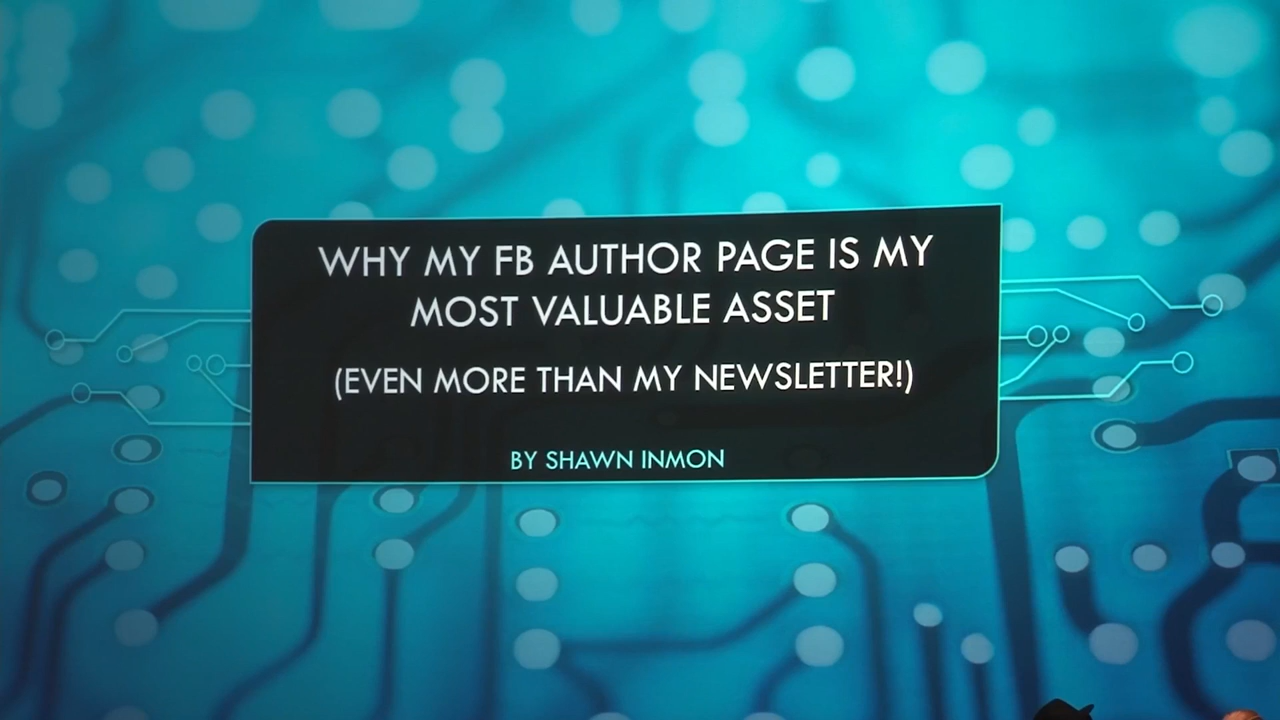 WHY MY FB AUTHOR PAGE IS MY
MOST VALUABLE ASSET
(EVEN MORE THAN MY NEWSLETTER!)
BY SHAWN INMON